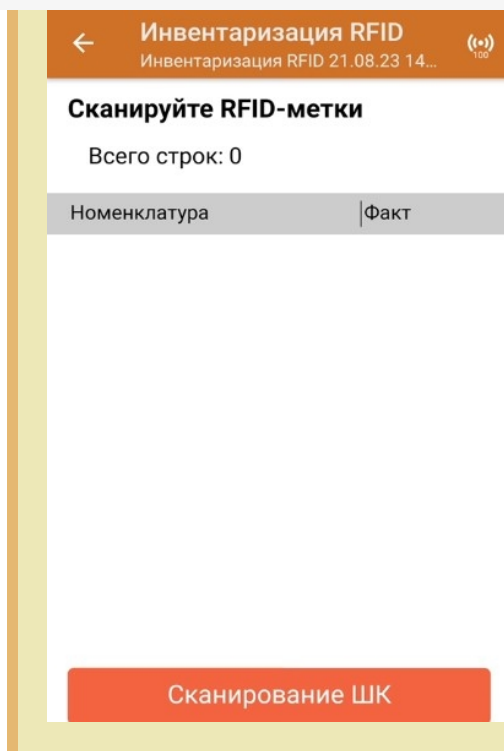 Инвентаризация RFID
Инвентаризация RFID 21.08.23 14...
100
Сканируйте RFID-метки
Всего строк: 0
Номенклатура Факт
Сканирование ШК